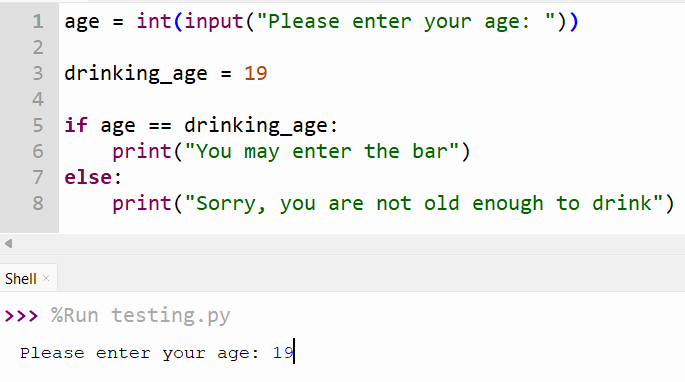 1 age = int(input("Please enter your age: "))
2
3 drinking_age = 19
4
5 if age == drinking_age:
6     print("You may enter the bar")
7 else:
8     print("Sorry, you are not old enough to drink")
Shell ×
>>> %Run testing.py
Please enter your age: 19